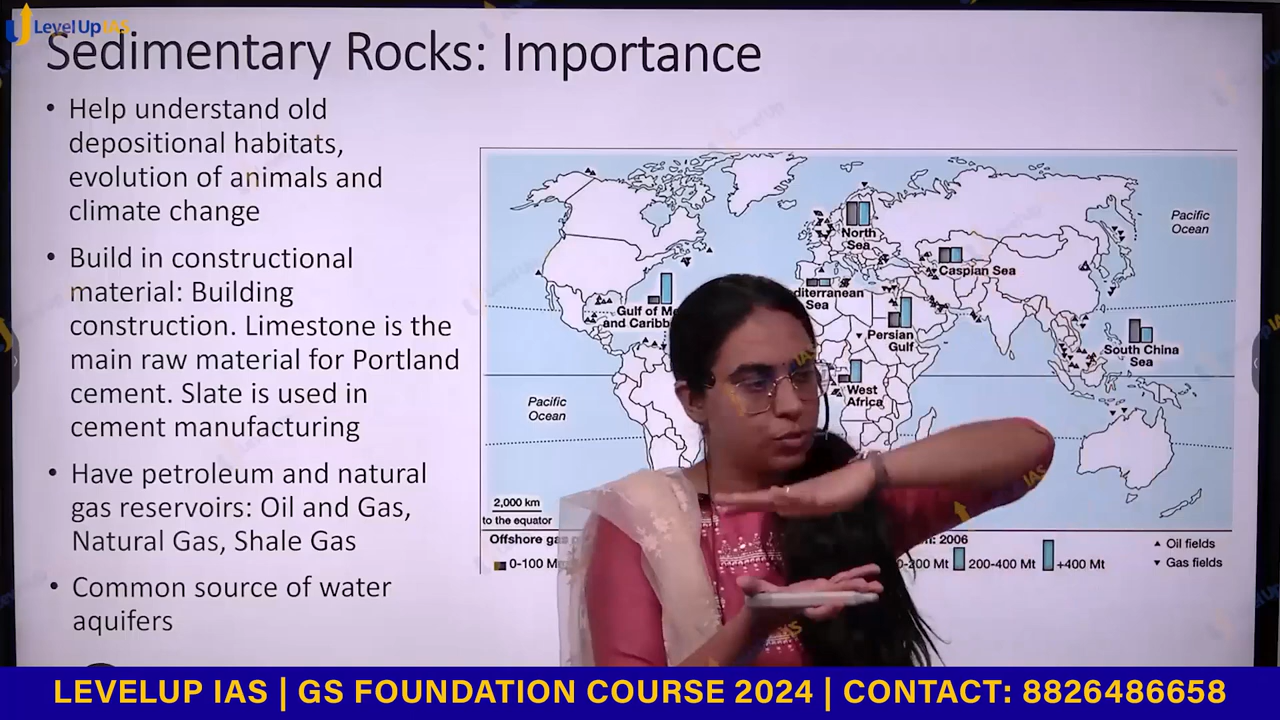 LevelUp IAS
Sedimentary Rocks: Importance
• Help understand old
depositional habitats,
evolution of animals and
climate change
• Build in constructional
material: Building
construction. Limestone is the
main raw material for Portland
cement. Slate is used in
cement manufacturing
• Have petroleum and natural
gas reservoirs: Oil and Gas,
Natural Gas, Shale Gas
• Common source of water
aquifers
Pacific
Ocean
North
Sea
Caspian Sea
diterranean
Sea
Gulf of M
and Caribb
Persian
Gulf
South China
Sea
West
Africa
Pacific
Ocean
2,000 km
to the equator
Offshore gas
2006
Oil fields
0-100 M
0-200 Mt
200-400 Mt
+400 Mt
Gas fields
LEVELUP IAS | GS FOUNDATION COURSE 2024 | CONTACT: 8826486658